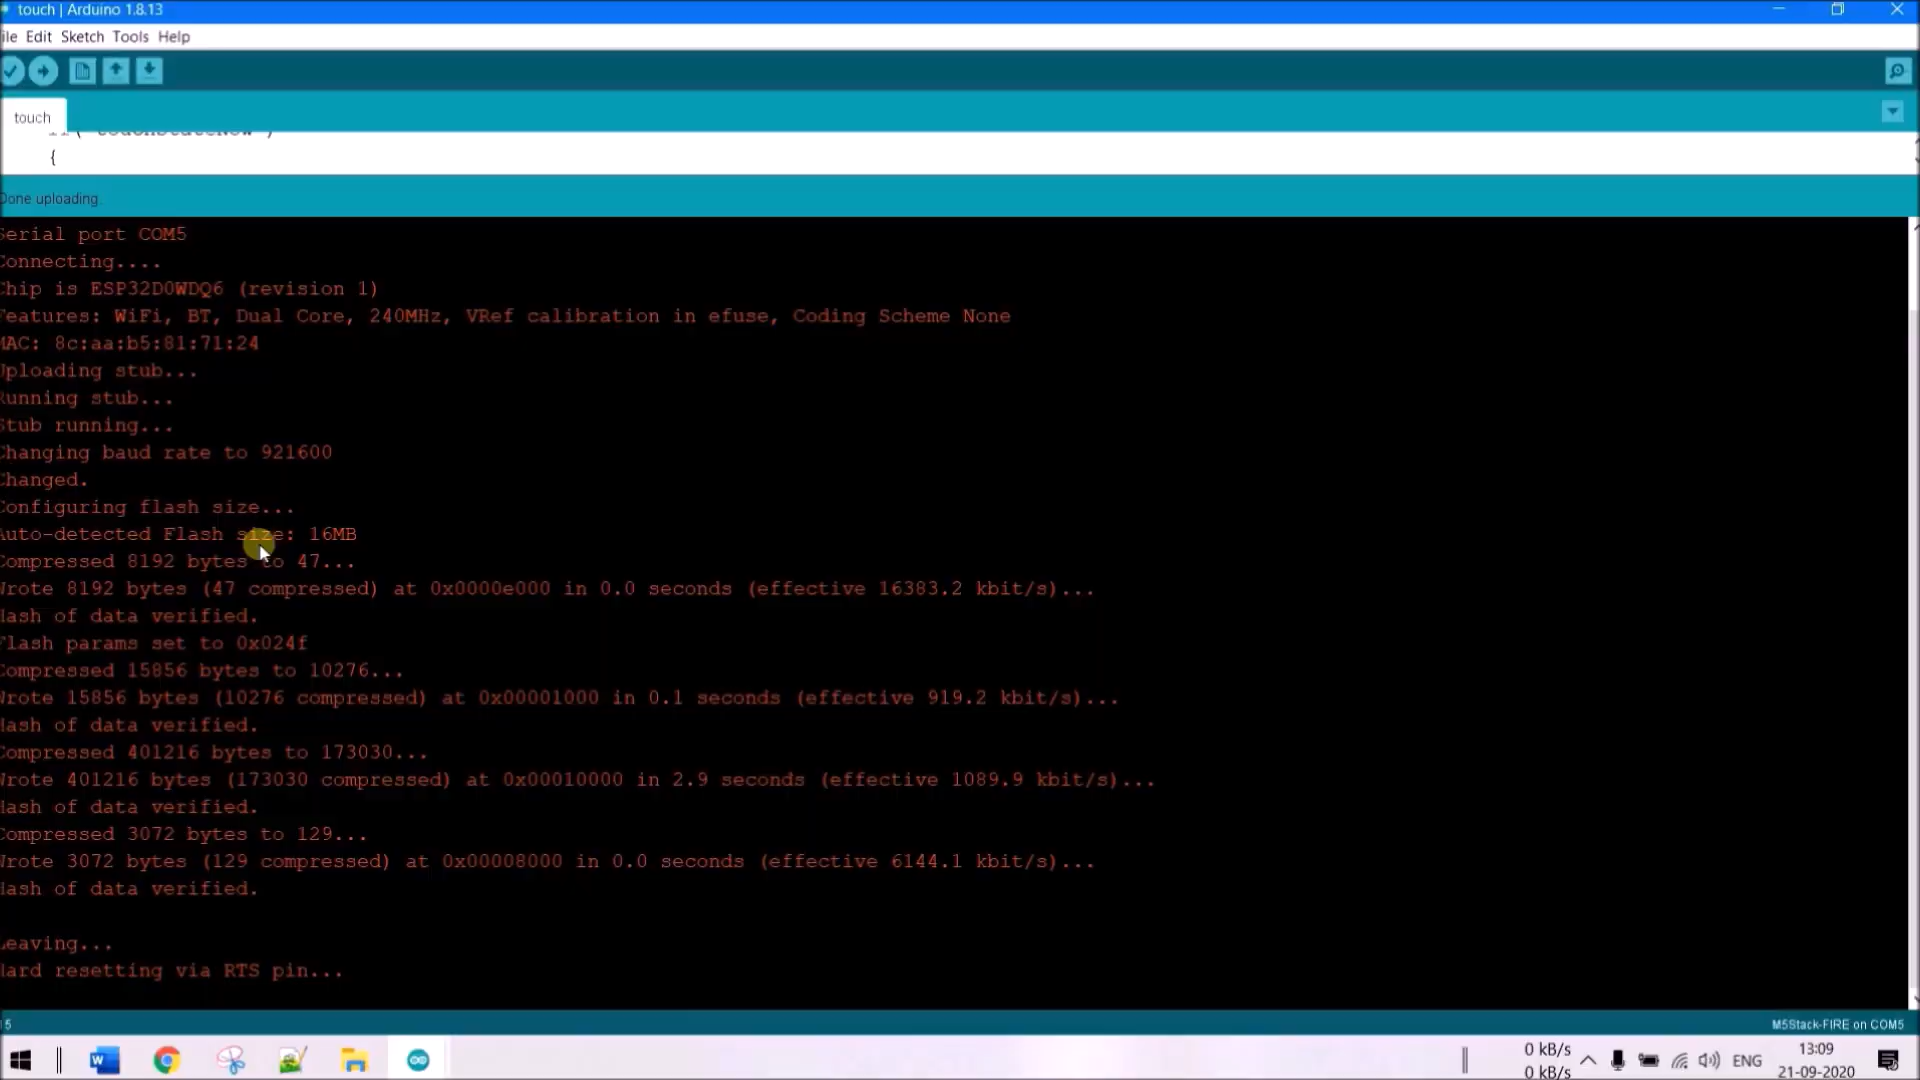 touch | Arduino 1.8.13
ile Edit Sketch Tools Help
touch
{
Done uploading.
Serial port COM5
Connecting....
Chip is ESP32D0WDQ6 (revision 1)
Features: WiFi, BT, Dual Core, 240MHz, VRef calibration in efuse, Coding Scheme None
MAC: 8c:aa:b5:81:71:24
Uploading stub...
Running stub...
Stub running...
Changing baud rate to 921600
Changed.
Configuring flash size...
Auto-detected Flash size: 16MB
Compressed 8192 bytes to 47...
Wrote 8192 bytes (47 compressed) at 0x0000e000 in 0.0 seconds (effective 16383.2 kbit/s)...
Hash of data verified.
Flash params set to 0x024f
Compressed 15856 bytes to 10276...
Wrote 15856 bytes (10276 compressed) at 0x00001000 in 0.1 seconds (effective 919.2 kbit/s)...
Hash of data verified.
Compressed 401216 bytes to 173030...
Wrote 401216 bytes (173030 compressed) at 0x00010000 in 2.9 seconds (effective 1089.9 kbit/s)...
Hash of data verified.
Compressed 3072 bytes to 129...
Wrote 3072 bytes (129 compressed) at 0x00008000 in 0.0 seconds (effective 6144.1 kbit/s)...
Hash of data verified.
Leaving...
Hard resetting via RTS pin...
5
M5Stack-FIRE on COM5
0 kB/s
0 kB/s
ENG
13:09
21-09-2020